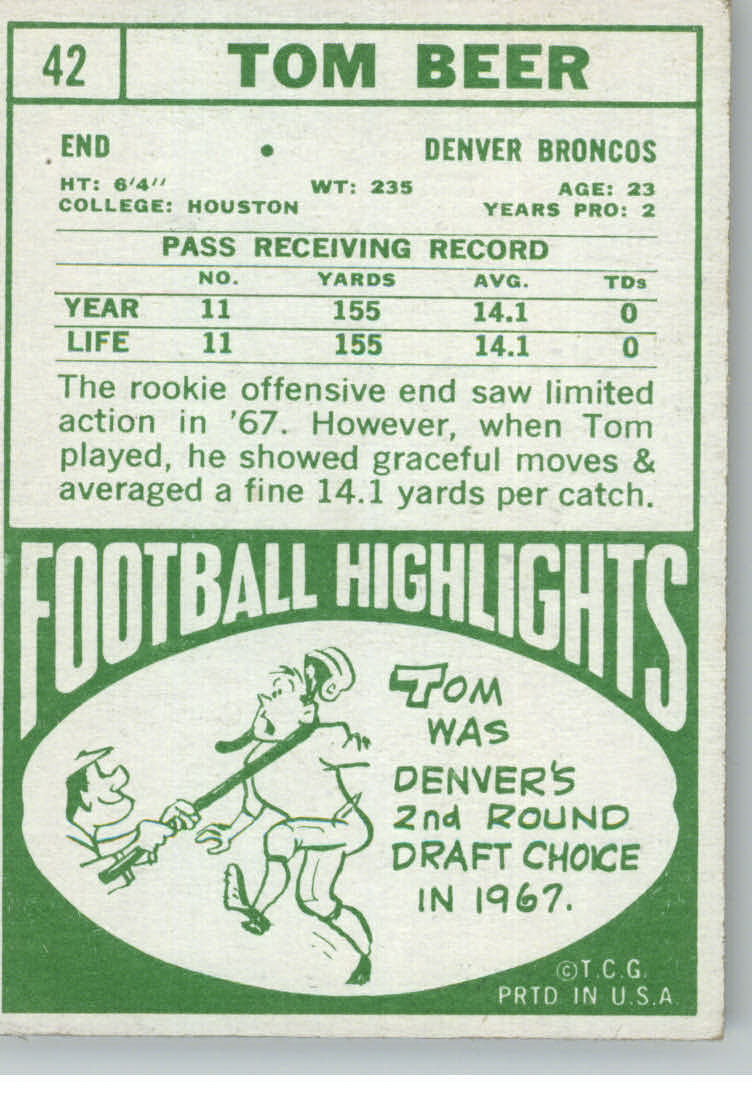 42 TOM BEER
END • DENVER BRONCOS
HT: 6'4" WT: 235 AGE: 23
COLLEGE: HOUSTON YEARS PRO: 2
PASS RECEIVING RECORD
NO. YARDS AVG. TDs
YEAR 11 155 14.1 0
LIFE 11 155 14.1 0
The rookie offensive end saw limited
action in '67. However, when Tom
played, he showed graceful moves &
averaged a fine 14.1 yards per catch.
FOOTBALL HIGHLIGHTS
TOM
WAS
DENVER'S
2nd ROUND
DRAFT CHOICE
IN 1967.
©T.C.G.
PRTD IN U.S.A